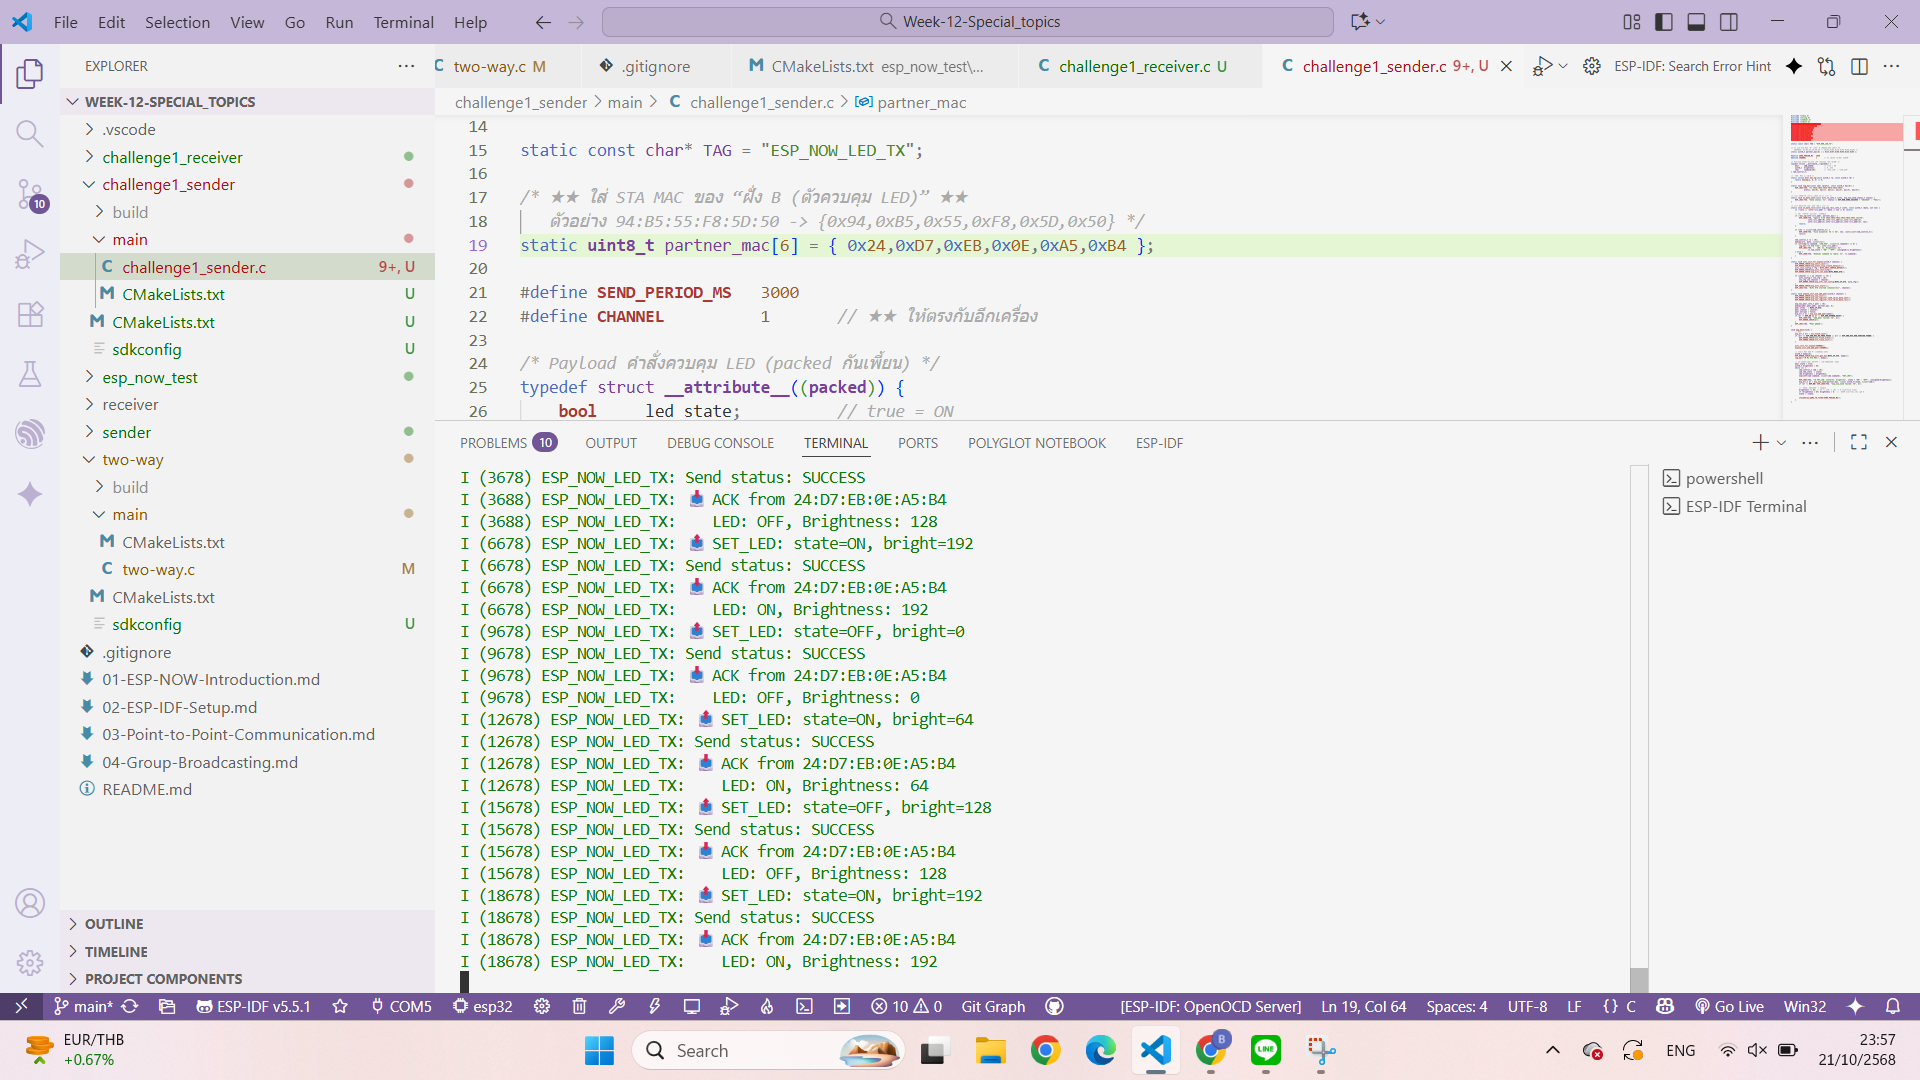 File Edit Selection View Go Run Terminal Help
Week-12-Special_topics
EXPLORER
WEEK-12-SPECIAL_TOPICS
.vscode
challenge1_receiver
challenge1_sender
build
main
challenge1_sender.c 9+, U
CMakeLists.txt U
CMakeLists.txt U
sdkconfig U
esp_now_test
receiver
sender
two-way
build
main
CMakeLists.txt
two-way.c M
CMakeLists.txt
sdkconfig U
.gitignore
01-ESP-NOW-Introduction.md
02-ESP-IDF-Setup.md
03-Point-to-Point-Communication.md
04-Group-Broadcasting.md
README.md
OUTLINE
TIMELINE
PROJECT COMPONENTS
10
two-way.c M
.gitignore
CMakeLists.txt esp_now_test\...
challenge1_receiver.c U
challenge1_sender.c 9+, U
ESP-IDF: Search Error Hint
challenge1_sender > main > C challenge1_sender.c > partner_mac
14
15 static const char* TAG = "ESP_NOW_LED_TX";
16
17 /* ★★ ใส่ STA MAC ของ “ฝั่ง B (ตัวควบคุม LED)” ★★
18 ตัวอย่าง 94:B5:55:F8:5D:50 -> {0x94,0xB5,0x55,0xF8,0x5D,0x50} */
19 static uint8_t partner_mac[6] = { 0x24,0xD7,0xEB,0x0E,0xA5,0xB4 };
20
21 #define SEND_PERIOD_MS 3000
22 #define CHANNEL 1 // ★★ ให้ตรงกับอีกเครื่อง
23
24 /* Payload คำสั่งควบคุม LED (packed กันเพี้ยน) */
25 typedef struct __attribute__((packed)) {
26 bool led_state; // true = ON
PROBLEMS 10 OUTPUT DEBUG CONSOLE TERMINAL PORTS POLYGLOT NOTEBOOK ESP-IDF
I (3678) ESP_NOW_LED_TX: Send status: SUCCESS
I (3688) ESP_NOW_LED_TX: 📥 ACK from 24:D7:EB:0E:A5:B4
I (3688) ESP_NOW_LED_TX: LED: OFF, Brightness: 128
I (6678) ESP_NOW_LED_TX: 📤 SET_LED: state=ON, bright=192
I (6678) ESP_NOW_LED_TX: Send status: SUCCESS
I (6678) ESP_NOW_LED_TX: 📥 ACK from 24:D7:EB:0E:A5:B4
I (6678) ESP_NOW_LED_TX: LED: ON, Brightness: 192
I (9678) ESP_NOW_LED_TX: 📤 SET_LED: state=OFF, bright=0
I (9678) ESP_NOW_LED_TX: Send status: SUCCESS
I (9678) ESP_NOW_LED_TX: 📥 ACK from 24:D7:EB:0E:A5:B4
I (9678) ESP_NOW_LED_TX: LED: OFF, Brightness: 0
I (12678) ESP_NOW_LED_TX: 📤 SET_LED: state=ON, bright=64
I (12678) ESP_NOW_LED_TX: Send status: SUCCESS
I (12678) ESP_NOW_LED_TX: 📥 ACK from 24:D7:EB:0E:A5:B4
I (12678) ESP_NOW_LED_TX: LED: ON, Brightness: 64
I (15678) ESP_NOW_LED_TX: 📤 SET_LED: state=OFF, bright=128
I (15678) ESP_NOW_LED_TX: Send status: SUCCESS
I (15678) ESP_NOW_LED_TX: 📥 ACK from 24:D7:EB:0E:A5:B4
I (15678) ESP_NOW_LED_TX: LED: OFF, Brightness: 128
I (18678) ESP_NOW_LED_TX: 📤 SET_LED: state=ON, bright=192
I (18678) ESP_NOW_LED_TX: Send status: SUCCESS
I (18678) ESP_NOW_LED_TX: 📥 ACK from 24:D7:EB:0E:A5:B4
I (18678) ESP_NOW_LED_TX: LED: ON, Brightness: 192
powershell
ESP-IDF Terminal
main* ESP-IDF v5.5.1 COM5 esp32 10 0 Git Graph [ESP-IDF: OpenOCD Server] Ln 19, Col 64 Spaces: 4 UTF-8 LF {} C Go Live Win32
EUR/THB
+0.67%
Search
ENG
23:57
21/10/2568